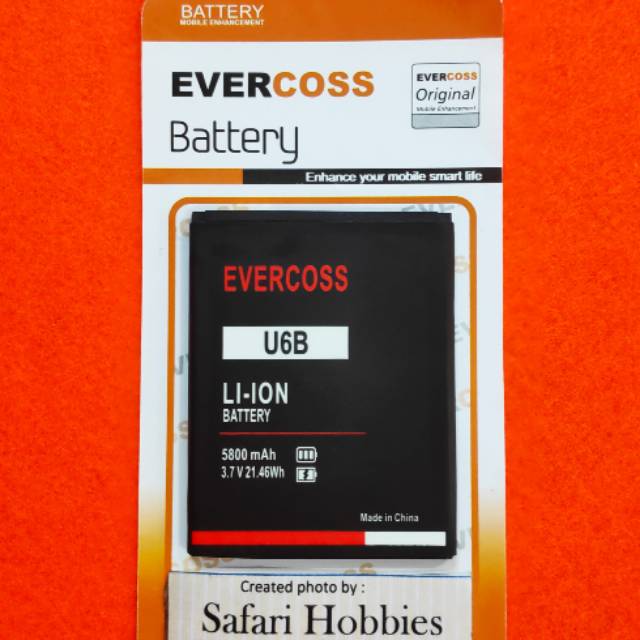 BATTERY
MOBILE ENHANCEMENT
EVERCOSS
Battery
EVERCOSS
Original
Mobile Enhancement
Enhance your mobile smart life
EVERCOSS
U6B
LI-ION
BATTERY
5800 mAh
3.7 V 21.46Wh
Made in China
Created photo by :
Safari Hobbies